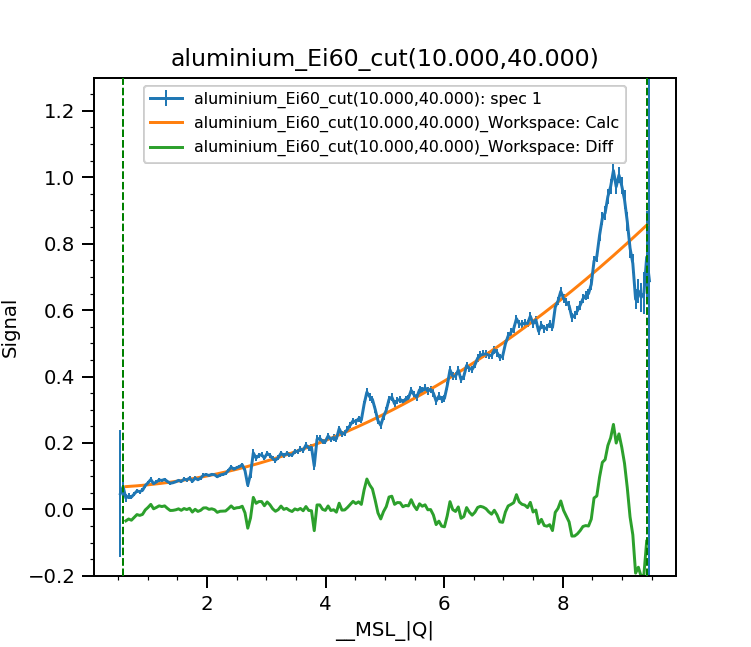 aluminium_Ei60_cut(10.000,40.000)
aluminium_Ei60_cut(10.000,40.000): spec 1
aluminium_Ei60_cut(10.000,40.000)_Workspace: Calc
aluminium_Ei60_cut(10.000,40.000)_Workspace: Diff
Signal
1.2
1.0
0.8
0.6
0.4
0.2
0.0
−0.2
2
4
6
8
__MSL_|Q|